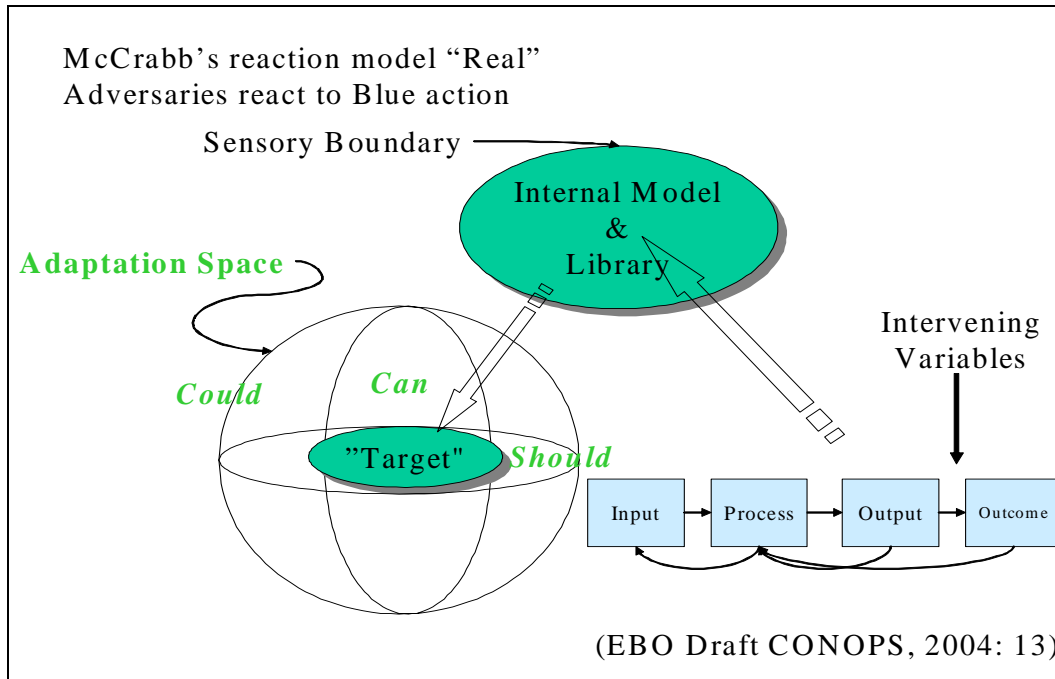 McCrabb's reaction model “Real”
Adversaries react to Blue action
Sensory Boundary
Internal Model
&
Library
Adaptation Space
Could
Can
Should
”Target"
Intervening
Variables
Input
Process
Output
Outcome
(EBO Draft CONOPS, 2004: 13)